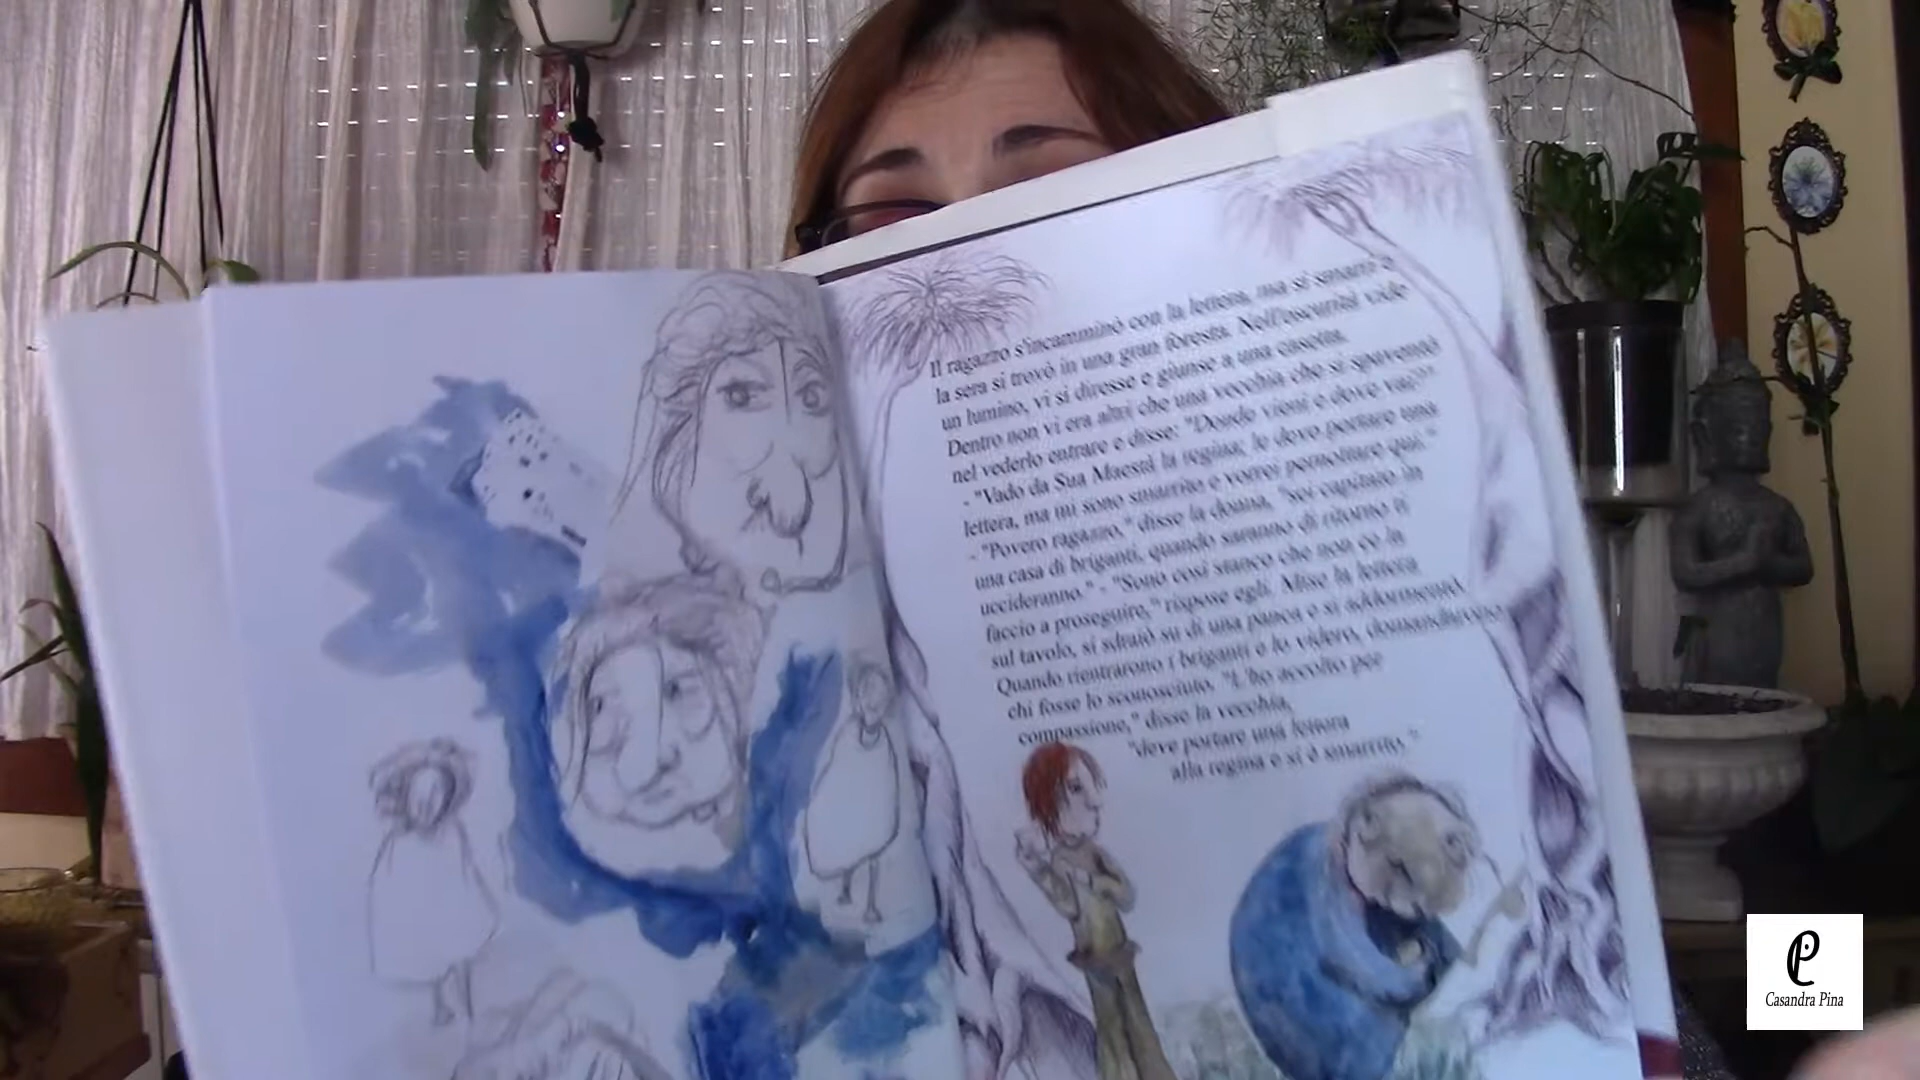 Il ragazzo s'incamminò con la lettera, ma si smarrì e
la sera si trovò in una gran foresta. Nell'oscurità vide
un lumino, vi si diresse e giunse a una casetta.
Dentro non vi era altri che una vecchia che si spaventò
nel vederlo entrare e disse: "Donde vieni e dove vai?"
- "Vado da Sua Maestà la regina; le devo portare una
lettera, ma mi sono smarrito e vorrei pernottare qui."
- "Povero ragazzo," disse la donna, "sei capitato in
una casa di briganti, quando saranno di ritorno ti
uccideranno." - "Sono così stanco che non ce la
faccio a proseguire," rispose egli. Mise la lettera
sul tavolo, si sdraiò su di una panca e si addormentò.
Quando rientrarono i briganti e lo videro, domandarono
chi fosse lo sconosciuto. "L'ho accolto per
compassione," disse la vecchia,
"deve portare una lettera
alla regina e si è smarrito."
Casandra Pina